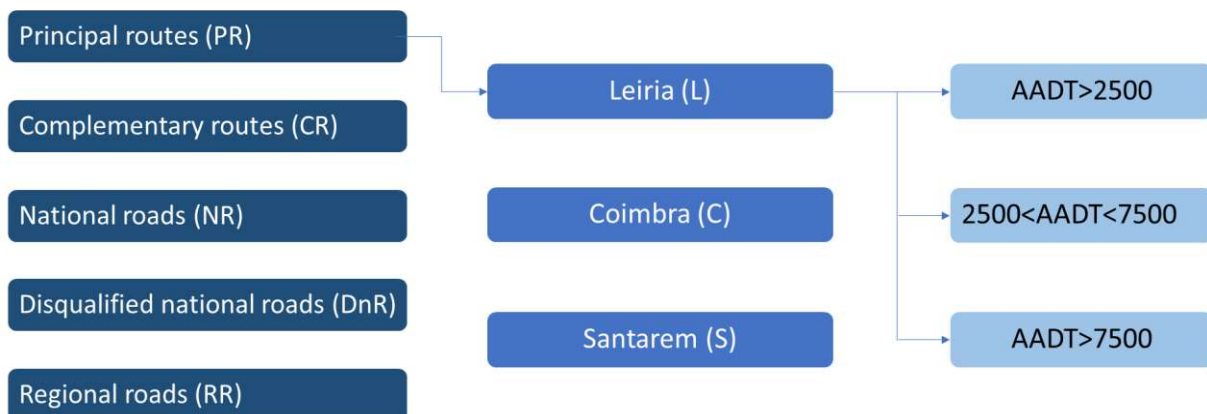 Principal routes (PR)
Complementary routes (CR)
National roads (NR)
Disqualified national roads (DnR)
Regional roads (RR)
Leiria (L)
Coimbra (C)
Santarem (S)
AADT>2500
2500<AADT<7500
AADT>7500